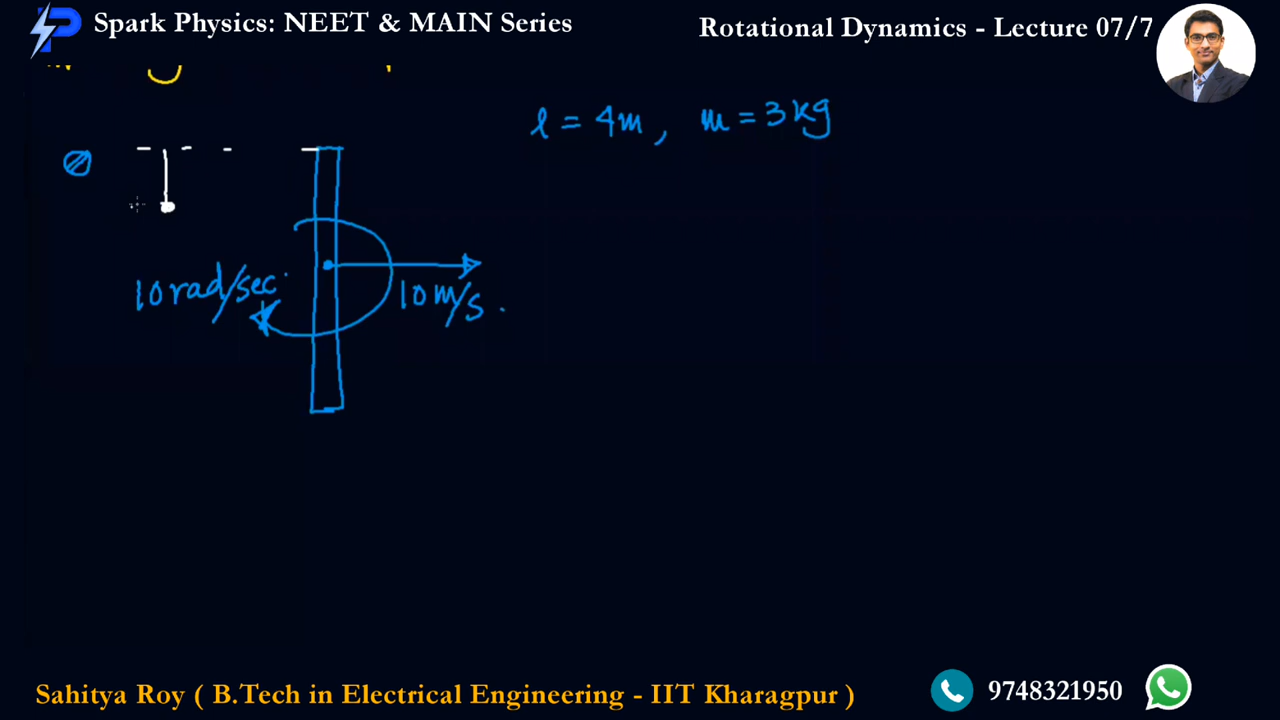 Spark Physics: NEET & MAIN Series
Rotational Dynamics - Lecture 07/7
l = 4m, m = 3kg
10 rad/sec.
10 m/s.
Sahitya Roy ( B.Tech in Electrical Engineering - IIT Kharagpur )
9748321950